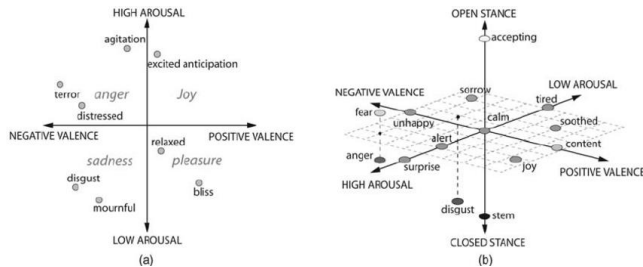 HIGH AROUSAL
agitation
excited anticipation
terror
anger
Joy
distressed
NEGATIVE VALENCE
POSITIVE VALENCE
relaxed
sadness
pleasure
disgust
bliss
mournful
LOW AROUSAL
(a)
OPEN STANCE
accepting
LOW AROUSAL
NEGATIVE VALENCE
sorrow
tired
fear
calm
unhappy
soothed
alert
content
anger
surprise
joy
POSITIVE VALENCE
HIGH AROUSAL
disgust
stem
CLOSED STANCE
(b)